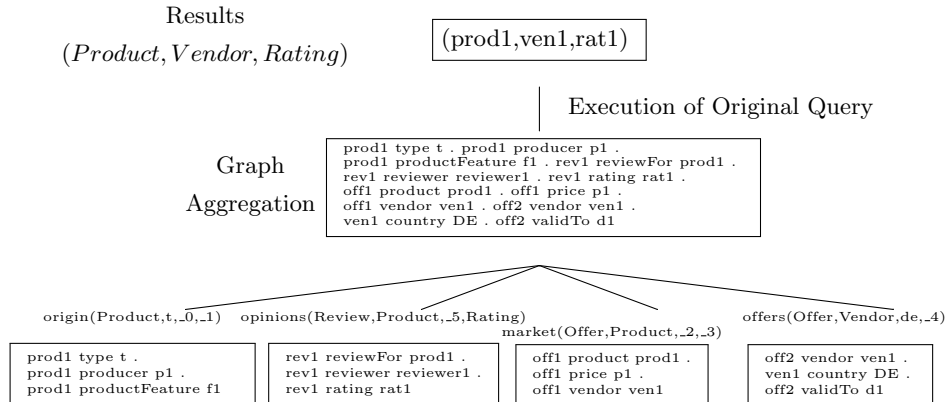 Results
(Product, Vendor, Rating)
(prod1,ven1,rat1)
Execution of Original Query
Graph
Aggregation
prod1 type t . prod1 producer p1 .
prod1 productFeature f1 . rev1 reviewFor prod1 .
rev1 reviewer reviewer1 . rev1 rating rat1 .
off1 product prod1 . off1 price p1 .
off1 vendor ven1 . off2 vendor ven1 .
ven1 country DE . off2 validTo d1
origin(Product,t,_0,_1)
prod1 type t .
prod1 producer p1 .
prod1 productFeature f1
opinions(Review,Product,_5,Rating)
rev1 reviewFor prod1 .
rev1 reviewer reviewer1 .
rev1 rating rat1
market(Offer,Product,_2,_3)
off1 product prod1 .
off1 price p1 .
off1 vendor ven1
offers(Offer,Vendor,de,_4)
off2 vendor ven1 .
ven1 country DE .
off2 validTo d1